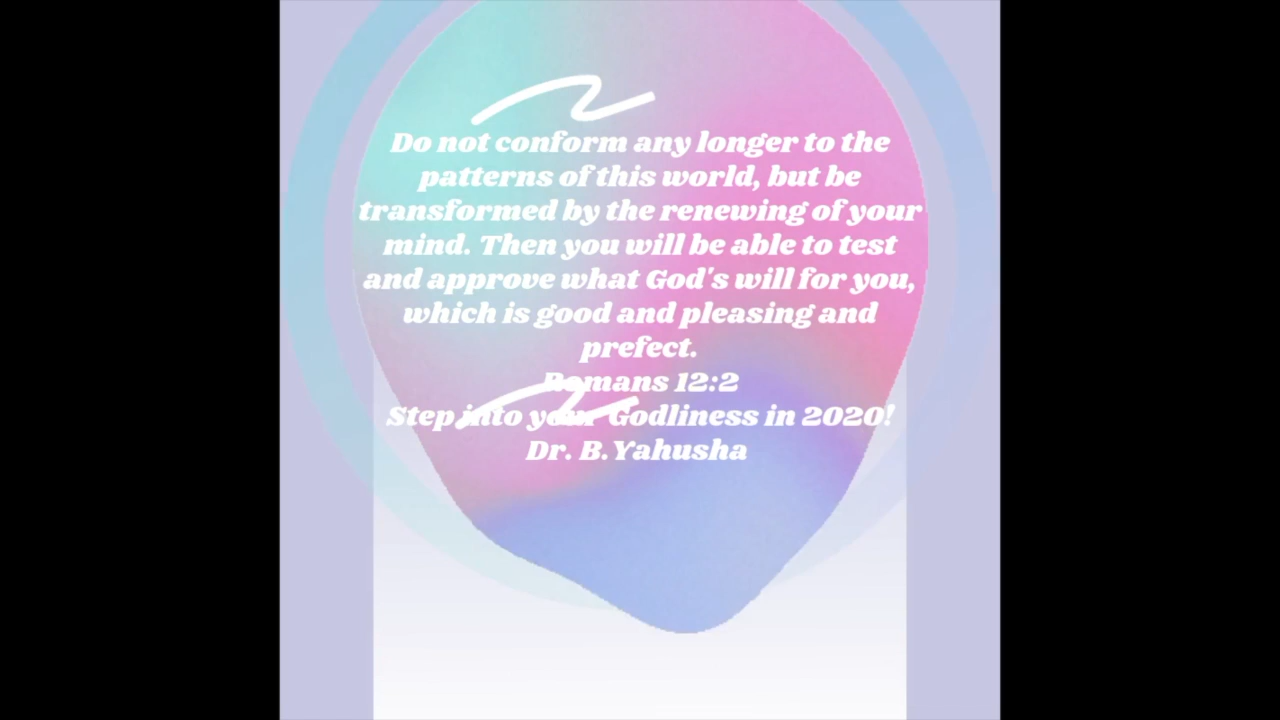 Do not conform any longer to the
patterns of this world, but be
transformed by the renewing of your
mind. Then you will be able to test
and approve what God's will for you,
which is good and pleasing and
prefect.
Romans 12:2
Step into your Godliness in 2020!
Dr. B.Yahusha